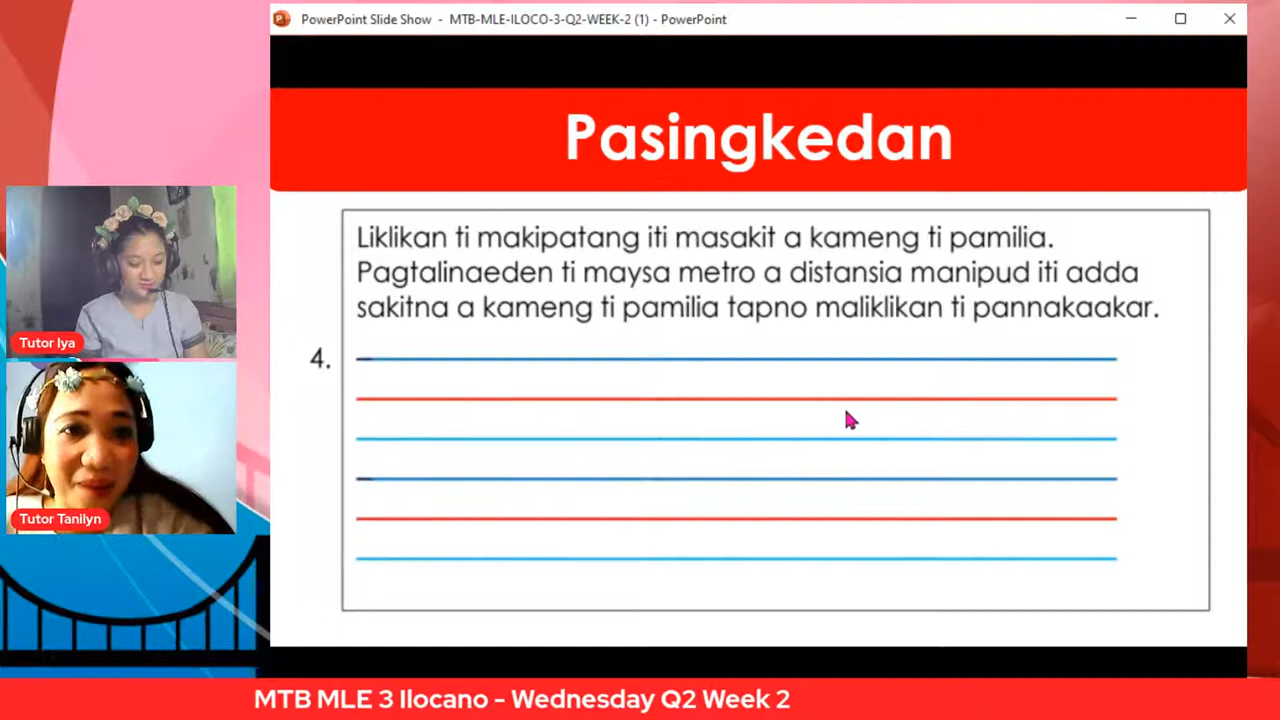 PowerPoint Slide Show - MTB-MLE-ILOCO-3-Q2-WEEK-2 (1) - PowerPoint
Pasingkedan
Liklikan ti makipatang iti masakit a kameng ti pamilia.
Pagtalinaeden ti maysa metro a distansia manipud iti adda
sakitna a kameng ti pamilia tapno maliklikan ti pannakaakar.
4.
Tutor Iya
Tutor Tanilyn
MTB MLE 3 Ilocano - Wednesday Q2 Week 2